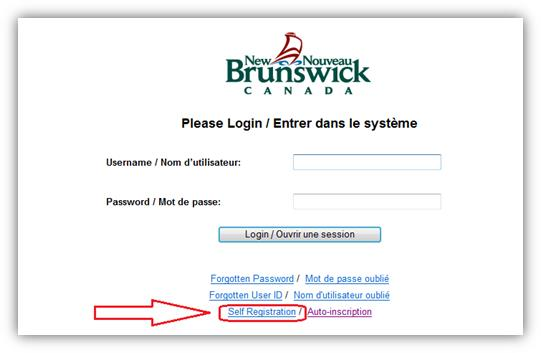 New Nouveau
Brunswick
CANADA
Please Login / Entrer dans le système
Username / Nom d'utilisateur:
Password / Mot de passe:
Login / Ouvrir une session
Forgotten Password / Mot de passe oublié
Forgotten User ID / Nom d'utilisateur oublié
Self Registration / Auto-inscription